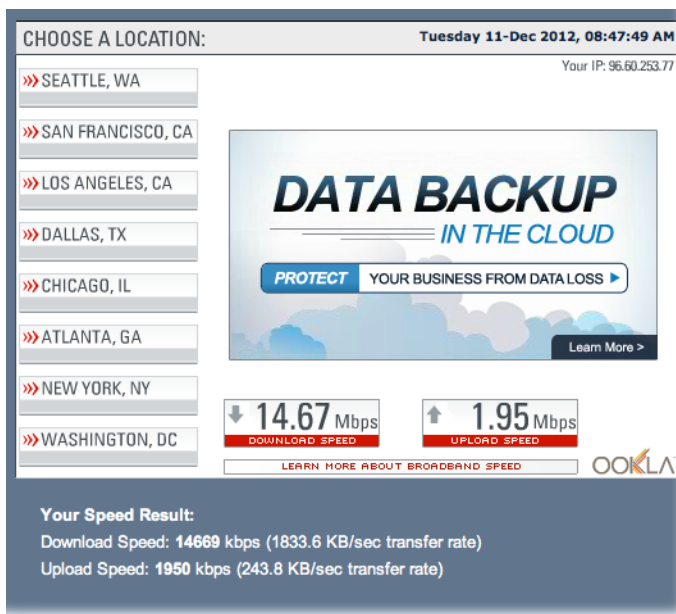 CHOOSE A LOCATION:
Tuesday 11-Dec 2012, 08:47:49 AM
Your IP: 96.60.253.77
»» SEATTLE, WA
»» SAN FRANCISCO, CA
»» LOS ANGELES, CA
»» DALLAS, TX
»» CHICAGO, IL
»» ATLANTA, GA
»» NEW YORK, NY
»» WASHINGTON, DC
DATA BACKUP
IN THE CLOUD
PROTECT YOUR BUSINESS FROM DATA LOSS
Learn More >
14.67 Mbps
DOWNLOAD SPEED
1.95 Mbps
UPLOAD SPEED
LEARN MORE ABOUT BROADBAND SPEED
OOKLA
Your Speed Result:
Download Speed: 14669 kbps (1833.6 KB/sec transfer rate)
Upload Speed: 1950 kbps (243.8 KB/sec transfer rate)